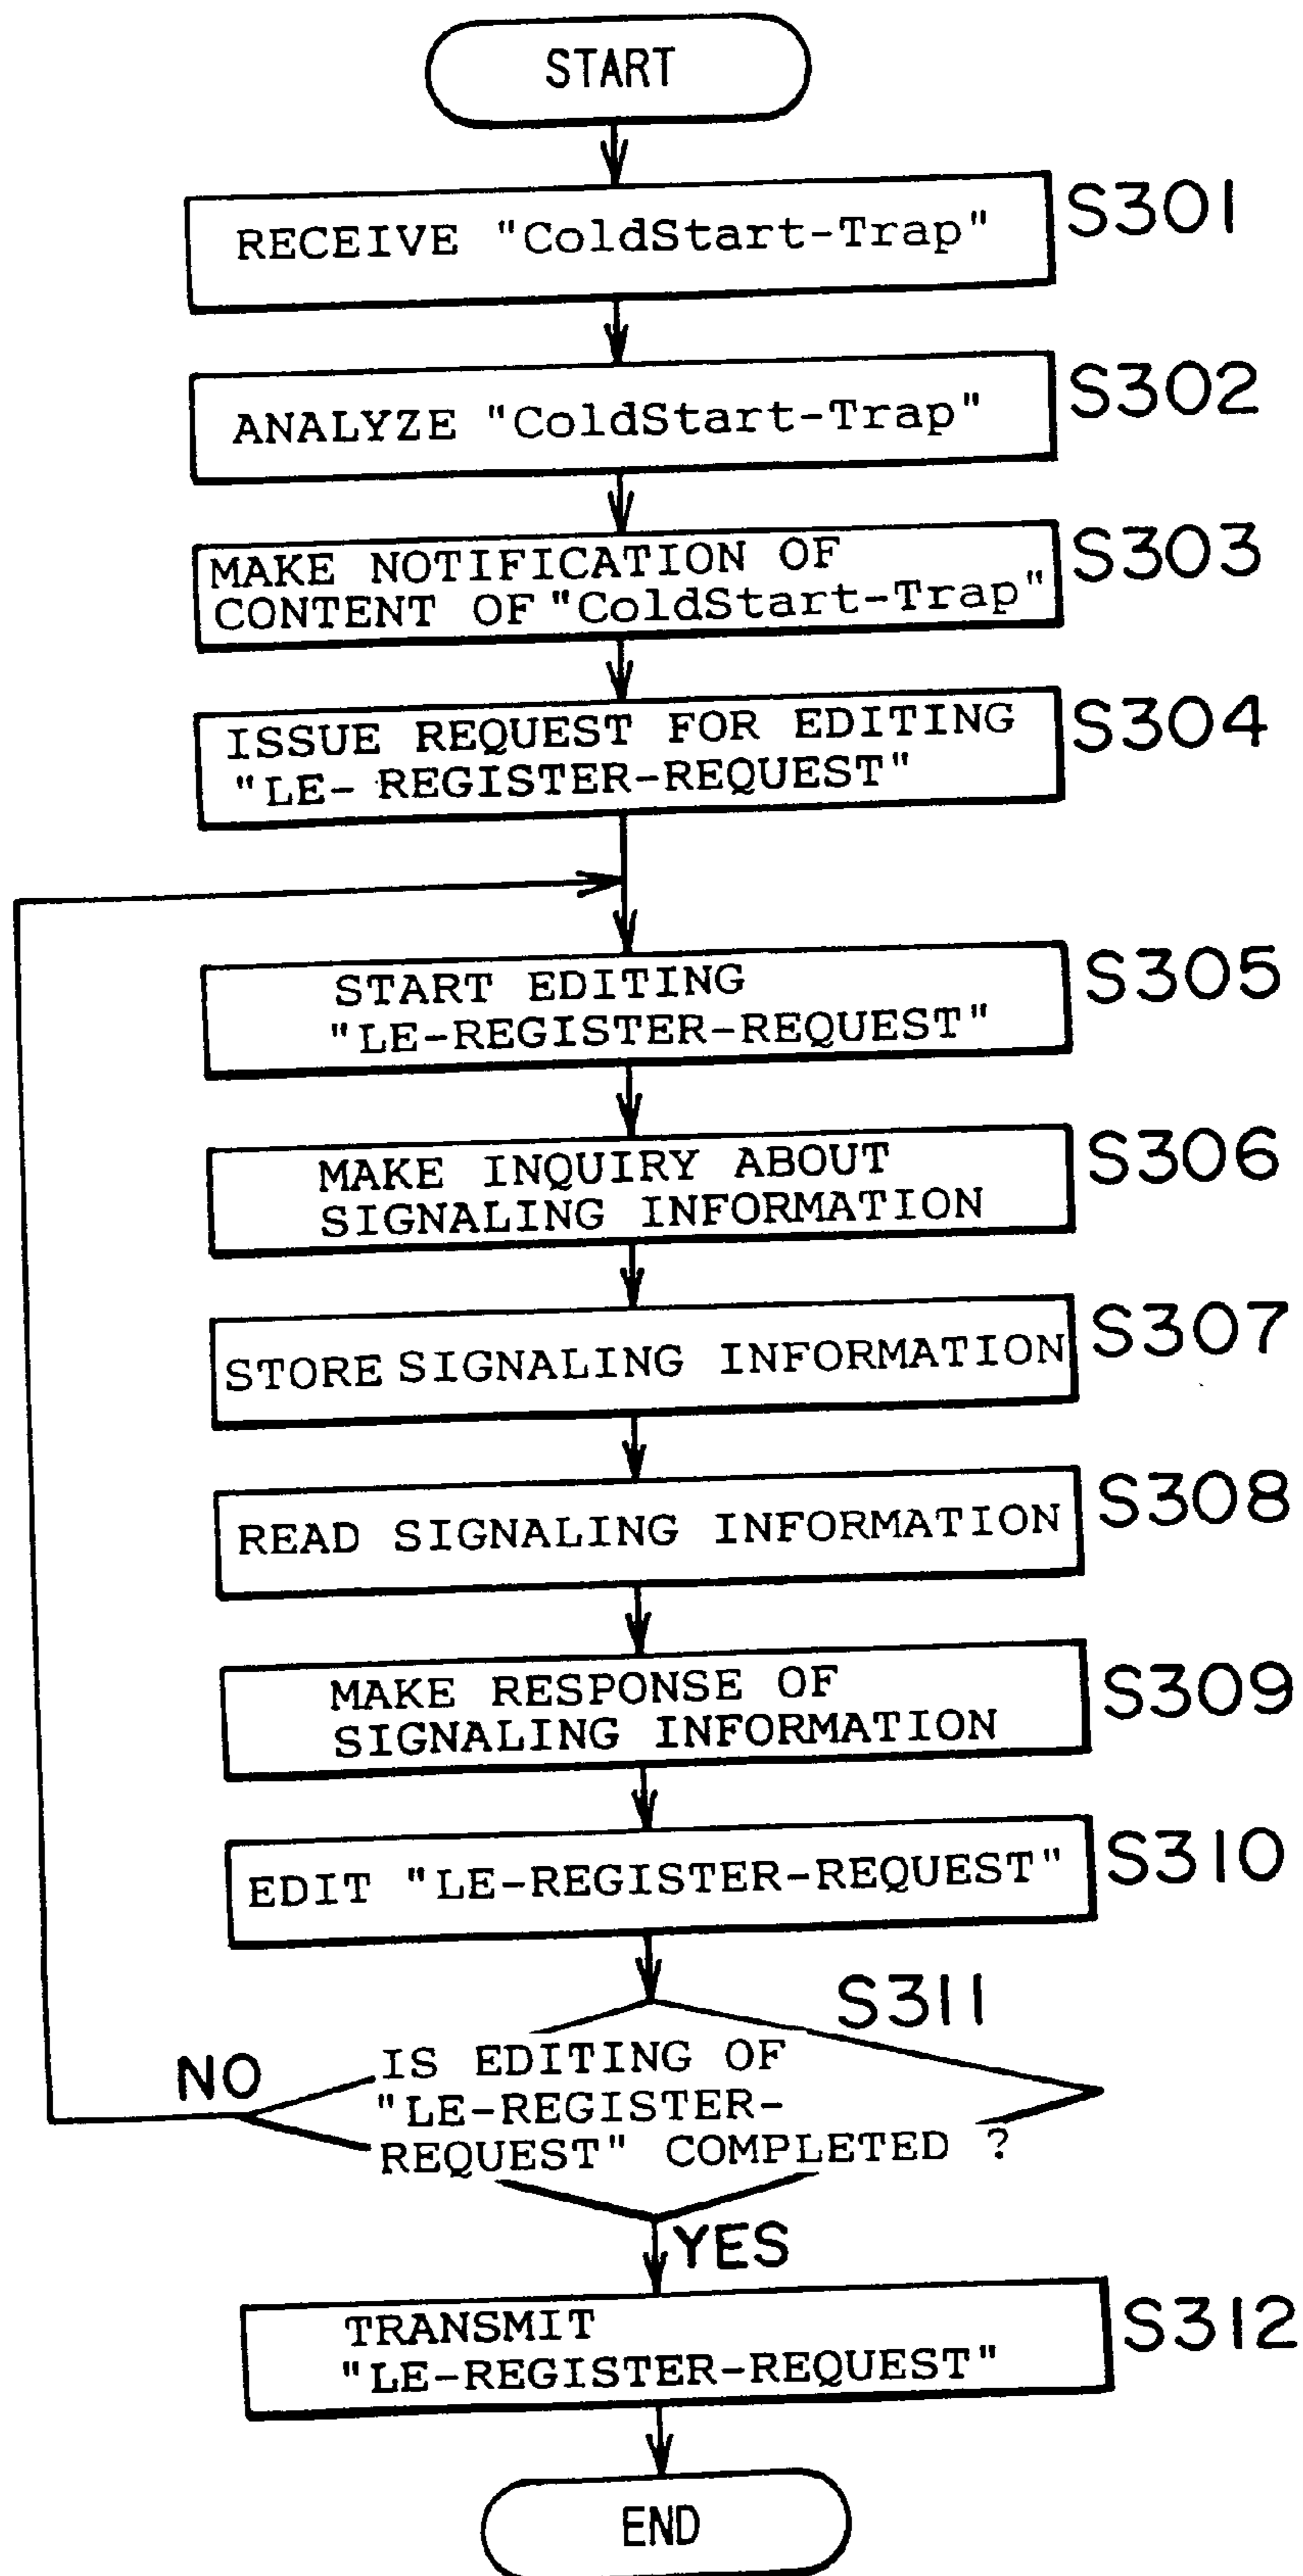 START
RECEIVE "ColdStart-Trap"
S301
ANALYZE "ColdStart-Trap"
S302
MAKE NOTIFICATION OF
CONTENT OF "ColdStart-Trap"
S303
ISSUE REQUEST FOR EDITING
"LE- REGISTER-REQUEST"
S304
START EDITING
"LE-REGISTER-REQUEST"
S305
MAKE INQUIRY ABOUT
SIGNALING INFORMATION
S306
STORE SIGNALING INFORMATION
S307
READ SIGNALING INFORMATION
S308
MAKE RESPONSE OF
SIGNALING INFORMATION
S309
EDIT "LE-REGISTER-REQUEST"
S310
S311
IS EDITING OF
"LE-REGISTER-
REQUEST" COMPLETED ?
NO
YES
TRANSMIT
"LE-REGISTER-REQUEST"
S312
END